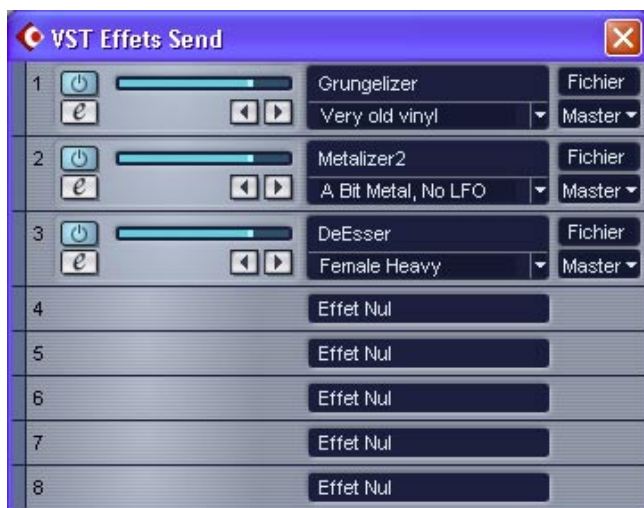 VST Effets Send
1 Grungelizer Fichier
e Very old vinyl Master
2 Metalizer2 Fichier
e A Bit Metal, No LFO Master
3 DeEsser Fichier
e Female Heavy Master
4 Effet Nul
5 Effet Nul
6 Effet Nul
7 Effet Nul
8 Effet Nul